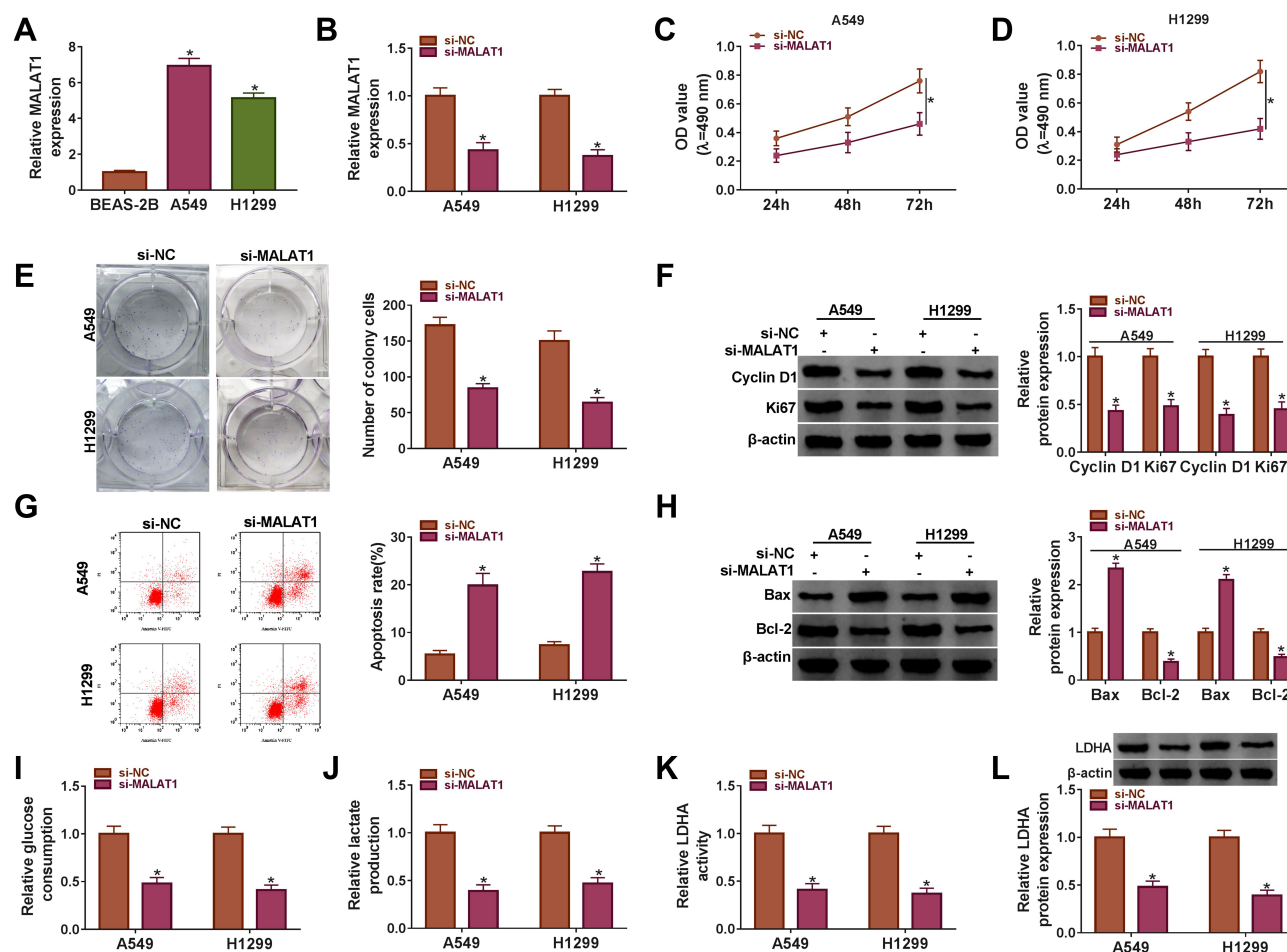 A
Relative MALAT1
expression
8
6
4
2
0
*
*
BEAS-2B A549 H1299
B
si-NC
si-MALAT1
Relative MALAT1
expression
1.5
1.0
0.5
0.0
*
*
A549 H1299
C
A549
si-NC
si-MALAT1
OD value
(λ=490 nm)
1.0
0.8
0.6
0.4
0.2
0.0
*
24h 48h 72h
D
H1299
si-NC
si-MALAT1
OD value
(λ=490 nm)
1.0
0.8
0.6
0.4
0.2
0.0
*
24h 48h 72h
E
si-NC si-MALAT1
A549
H1299
si-NC
si-MALAT1
Number of colony cells
200
150
100
50
0
*
*
A549 H1299
F
A549 H1299
si-NC + - + -
si-MALAT1 - + - +
Cyclin D1
Ki67
β-actin
si-NC
si-MALAT1
Relative
protein expression
1.5
1.0
0.5
0.0
A549 H1299
* * * *
Cyclin D1 Ki67 Cyclin D1 Ki67
G
si-NC si-MALAT1
A549
H1299
Annexin V-FITC
Annexin V-FITC
Annexin V-FITC
Annexin V-FITC
si-NC
si-MALAT1
Apoptosis rate(%)
30
20
10
0
*
*
A549 H1299
H
A549 H1299
si-NC + - + -
si-MALAT1 - + - +
Bax
Bcl-2
β-actin
si-NC
si-MALAT1
Relative
protein expression
3
2
1
0
A549 H1299
* * * *
Bax Bcl-2 Bax Bcl-2
I
si-NC
si-MALAT1
Relative glucose
consumption
1.5
1.0
0.5
0.0
*
*
A549 H1299
J
si-NC
si-MALAT1
Relative lactate
production
1.5
1.0
0.5
0.0
*
*
A549 H1299
K
si-NC
si-MALAT1
Relative LDHA
activity
1.5
1.0
0.5
0.0
*
*
A549 H1299
L
LDHA
β-actin
si-NC
si-MALAT1
Relative LDHA
protein expression
1.5
1.0
0.5
0.0
*
*
A549 H1299